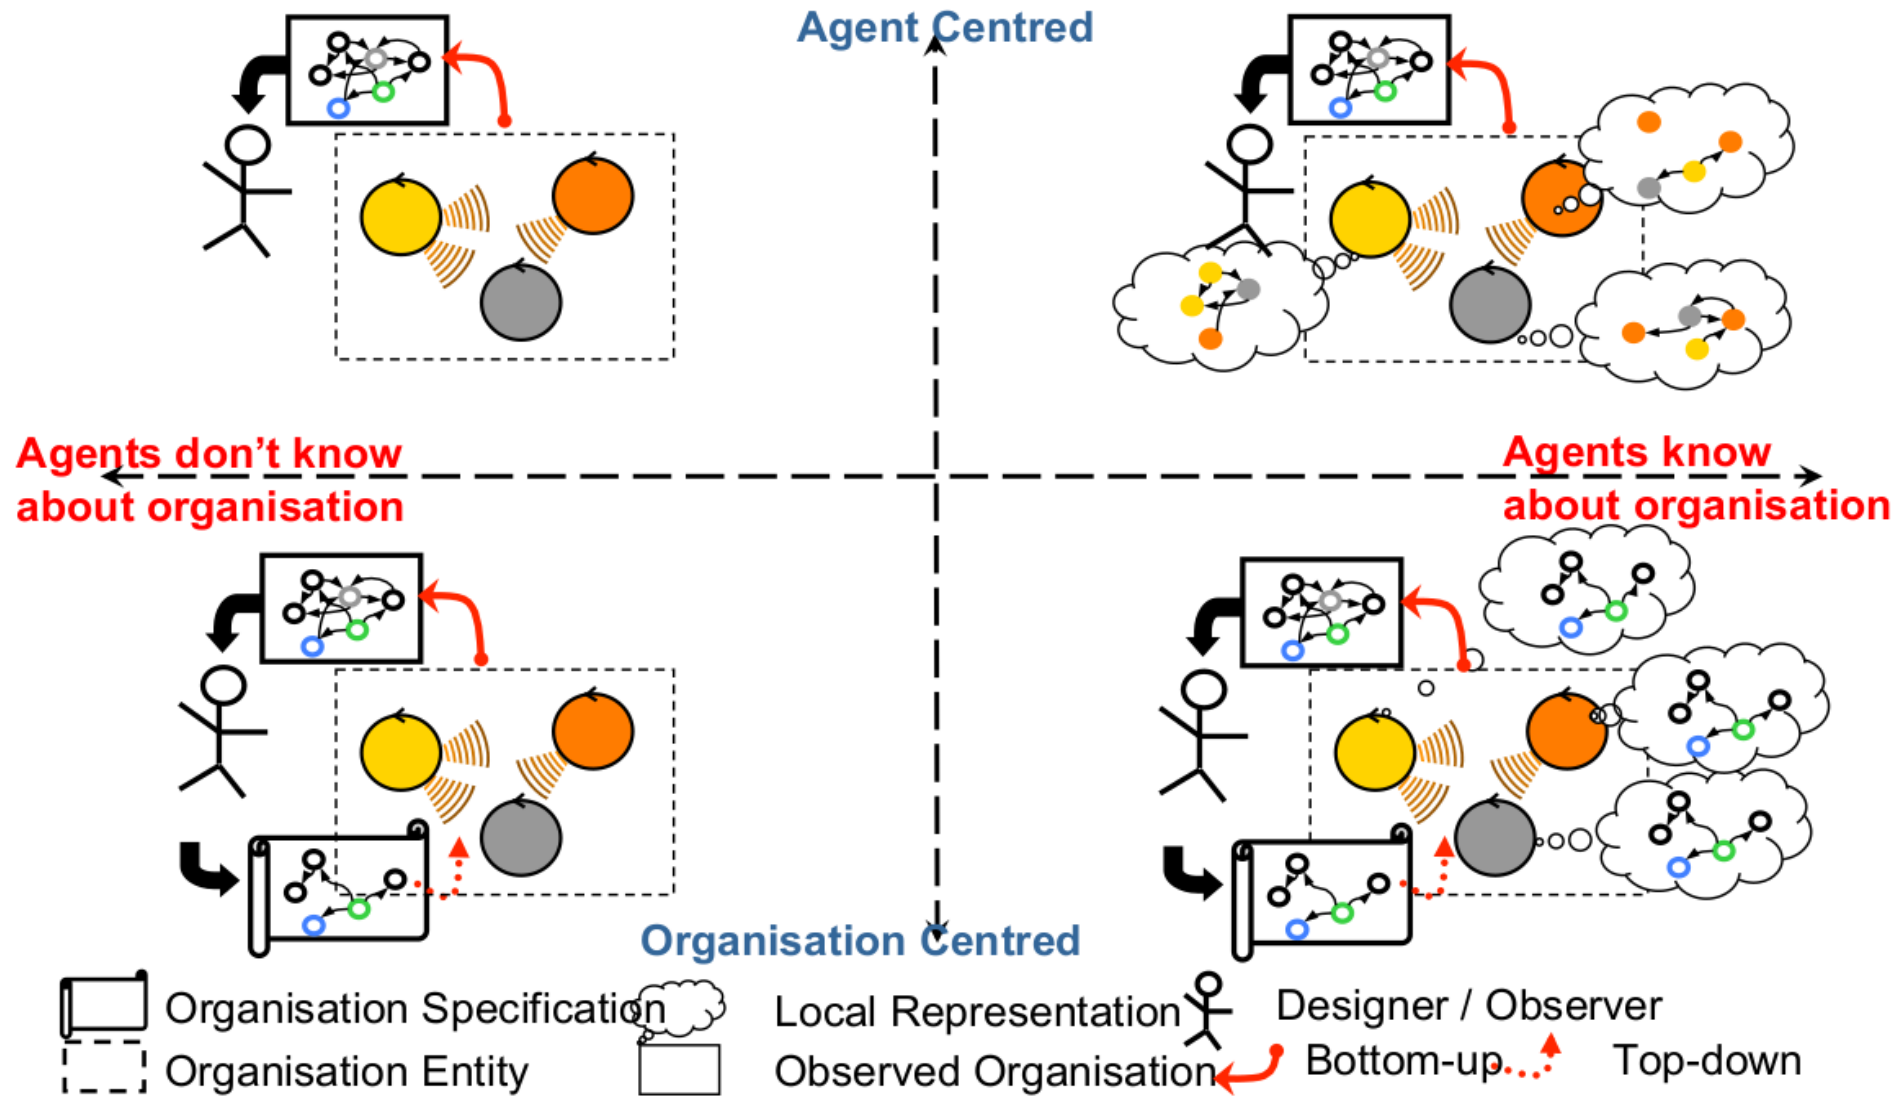 Agent Centred
Agents don't know
about organisation
Agents know
about organisation
Organisation Centred
Organisation Specification
Local Representation
Designer / Observer
Organisation Entity
Observed Organisation
Bottom-up
Top-down